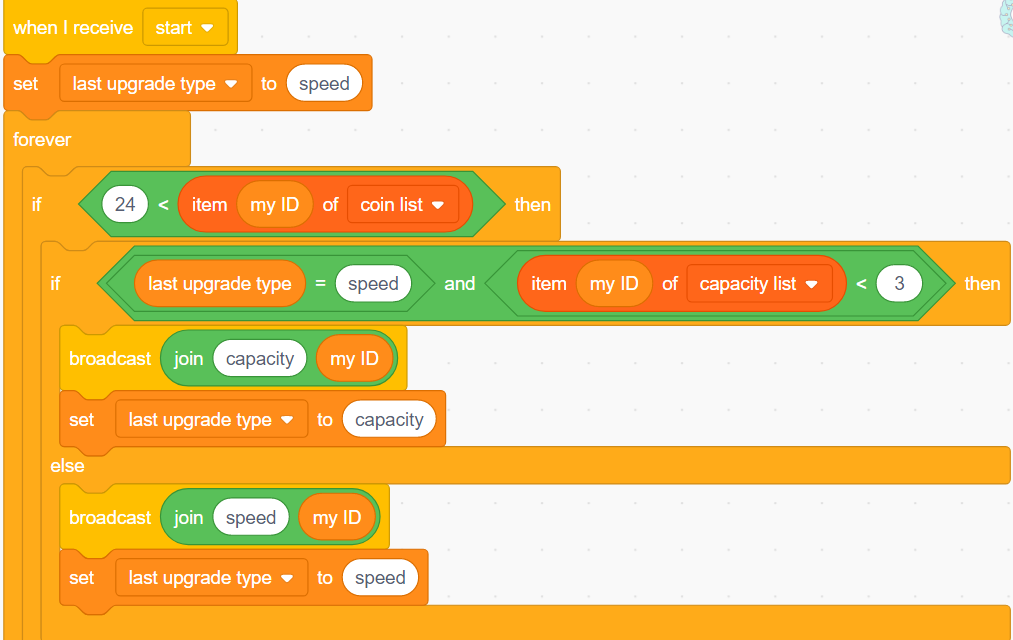 when I receive start
set last upgrade type to speed
forever
if 24 < item my ID of coin list then
if last upgrade type = speed and item my ID of capacity list < 3 then
broadcast join capacity my ID
set last upgrade type to capacity
else
broadcast join speed my ID
set last upgrade type to speed